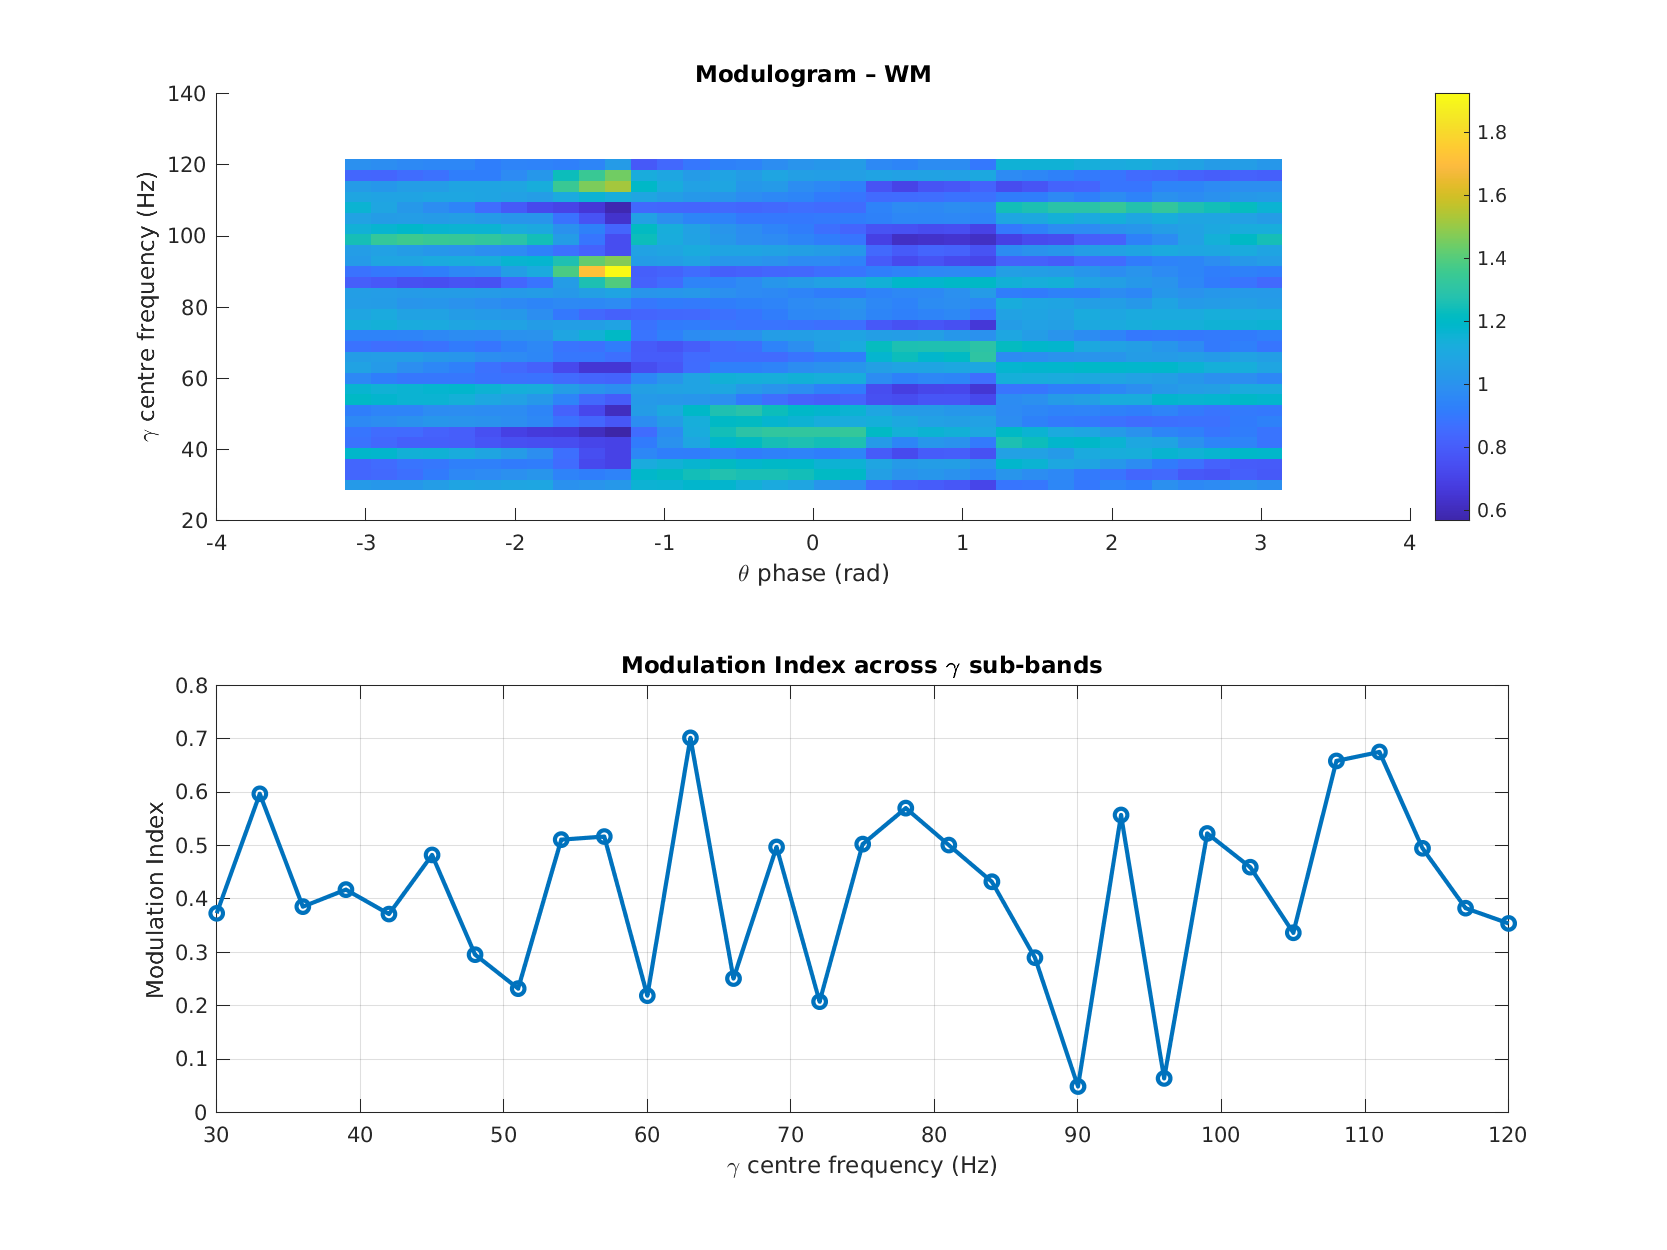 Modulogram – WM
140
120
100
80
60
40
20
γ centre frequency (Hz)
-4 -3 -2 -1 0 1 2 3 4
θ phase (rad)
1.8
1.6
1.4
1.2
1
0.8
0.6
Modulation Index across γ sub-bands
0.8
0.7
0.6
0.5
0.4
0.3
0.2
0.1
0
Modulation Index
30 40 50 60 70 80 90 100 110 120
γ centre frequency (Hz)